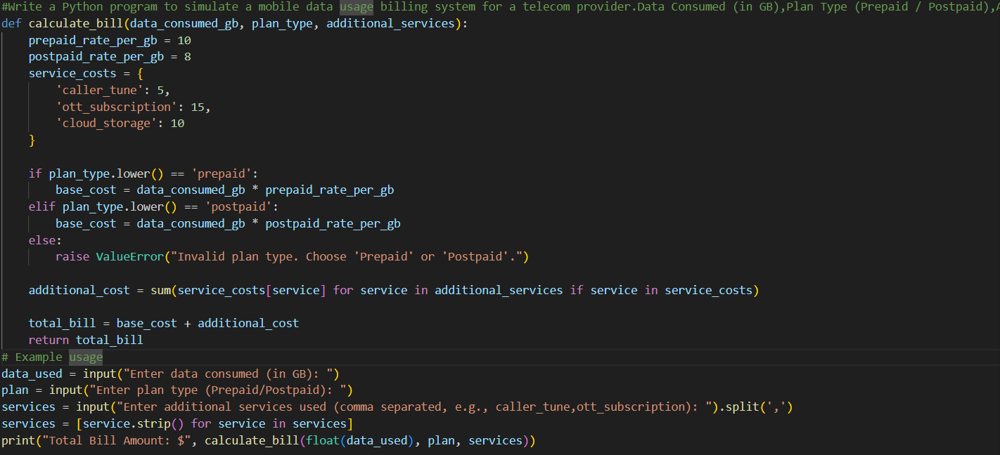 #Write a Python program to simulate a mobile data usage billing system for a telecom provider.Data Consumed (in GB),Plan Type (Prepaid / Postpaid),
def calculate_bill(data_consumed_gb, plan_type, additional_services):
    prepaid_rate_per_gb = 10
    postpaid_rate_per_gb = 8
    service_costs = {
        'caller_tune': 5,
        'ott_subscription': 15,
        'cloud_storage': 10
    }

    if plan_type.lower() == 'prepaid':
        base_cost = data_consumed_gb * prepaid_rate_per_gb
    elif plan_type.lower() == 'postpaid':
        base_cost = data_consumed_gb * postpaid_rate_per_gb
    else:
        raise ValueError("Invalid plan type. Choose 'Prepaid' or 'Postpaid'.")

    additional_cost = sum(service_costs[service] for service in additional_services if service in service_costs)

    total_bill = base_cost + additional_cost
    return total_bill
# Example usage
data_used = input("Enter data consumed (in GB): ")
plan = input("Enter plan type (Prepaid/Postpaid): ")
services = input("Enter additional services used (comma separated, e.g., caller_tune,ott_subscription): ").split(',')
services = [service.strip() for service in services]
print("Total Bill Amount: $", calculate_bill(float(data_used), plan, services))